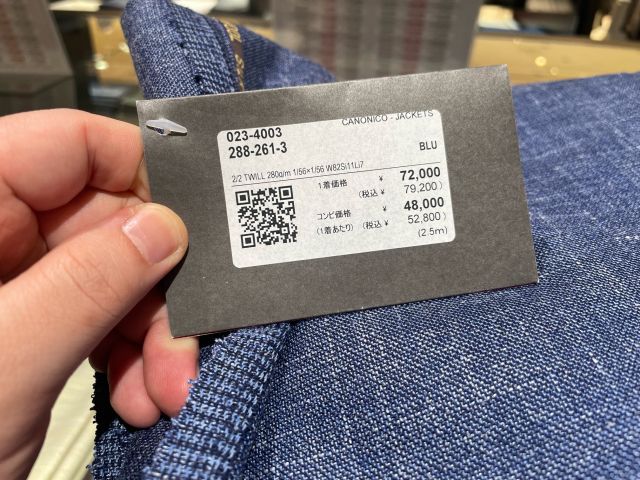 023-4003
CANONICO - JACKETS
288-261-3
BLU
2/2 TWILL 280g/m 1/56×1/56 W82Si11Li7
1着価格 ¥ 72,000
(税込 ¥ 79,200)
コンビ価格 ¥ 48,000
(1着あたり) (税込 ¥ 52,800)
(2.5m)